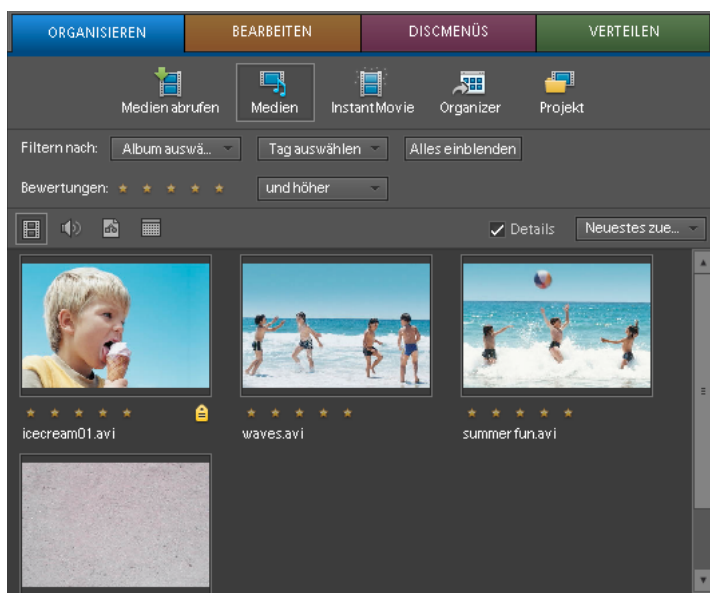 ORGANISIEREN BEARBEITEN DISCMENÜS VERTEILEN
Medien abrufen Medien InstantMovie Organizer Projekt
Filtern nach: Album auswä... Tag auswählen Alles einblenden
Bewertungen: und höher
Details Neuestes zue...
icecream01.avi waves.avi summer fun.avi